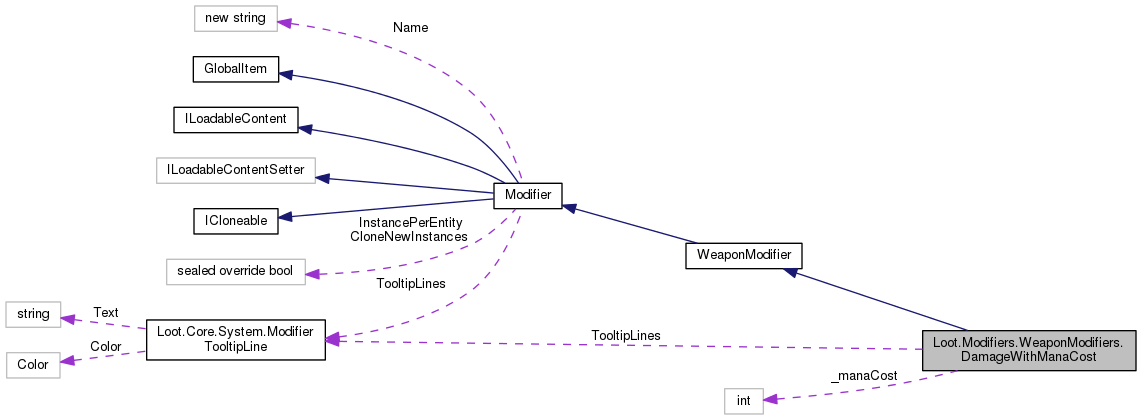 new string
Name
GlobalItem
ILoadableContent
ILoadableContentSetter
Modifier
ICloneable
InstancePerEntity
CloneNewInstances
WeaponModifier
sealed override bool
TooltipLines
string
Text
Loot.Core.System.Modifier
TooltipLine
TooltipLines
Loot.Modifiers.WeaponModifiers.
DamageWithManaCost
Color
Color
_manaCost
int